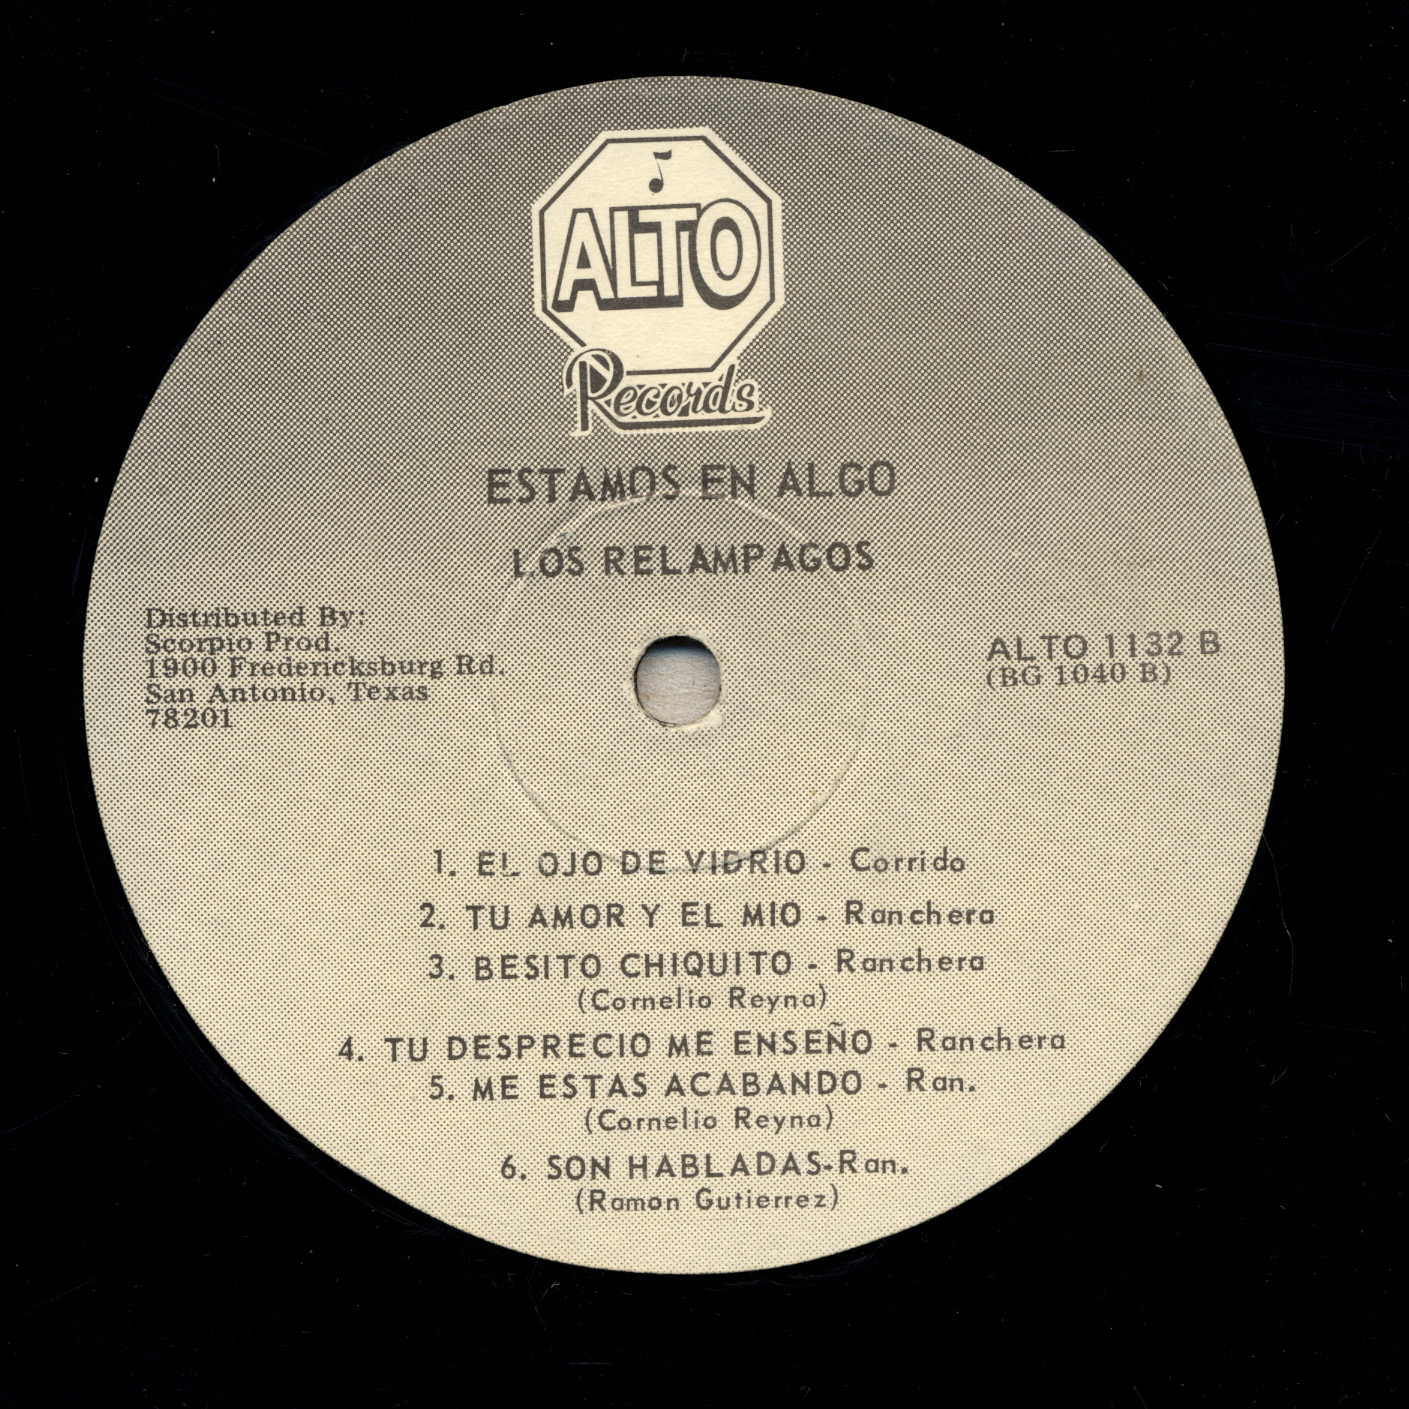 ALTO
Records
ESTAMOS EN ALGO
LOS RELAMPAGOS
Distributed By:
Scorpio Prod.
1900 Fredericksburg Rd.
San Antonio, Texas
78201
ALTO 1132 B
(BG 1040 B)
1. EL OJO DE VIDRIO - Corrido
2. TU AMOR Y EL MIO - Ranchera
3. BESITO CHIQUITO - Ranchera
(Cornelio Reyna)
4. TU DESPRECIO ME ENSEÑO - Ranchera
5. ME ESTAS ACABANDO - Ran.
(Cornelio Reyna)
6. SON HABLADAS-Ran.
(Ramon Gutierrez)